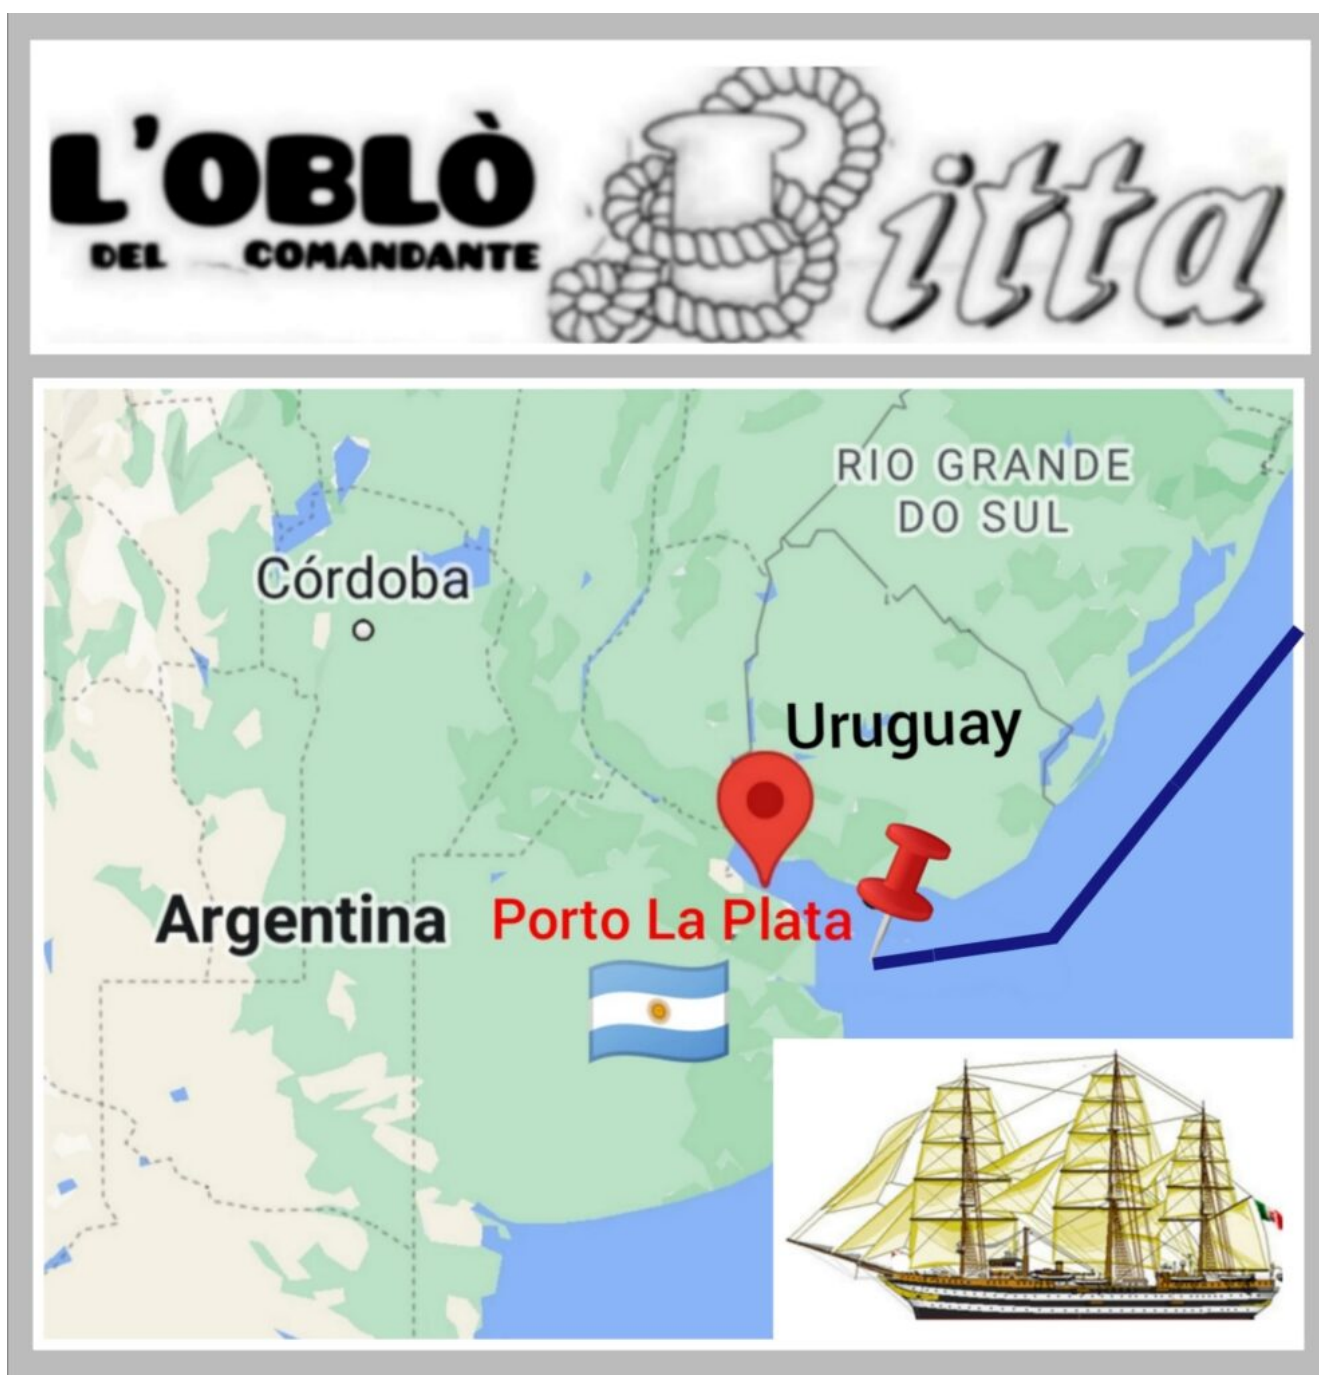 L'OBLÒ
DEL COMANDANTE
Bitta
RIO GRANDE
DO SUL
Córdoba
Uruguay
Argentina
Porto La Plata